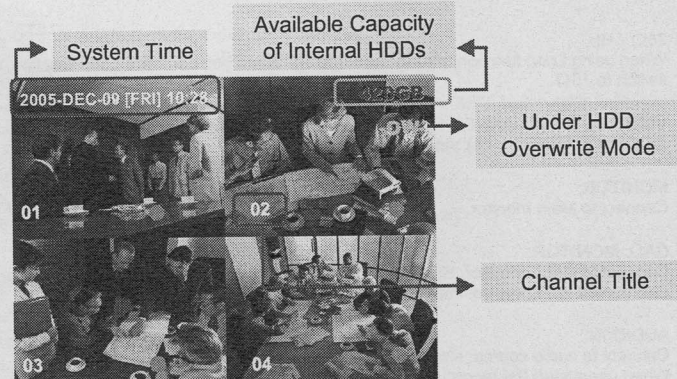 Available Capacity
of Internal HDDs
System Time
2005-DEC-09 [FRI] 10:28
420GB
Under HDD
Overwrite Mode
01
02
Channel Title
03
04